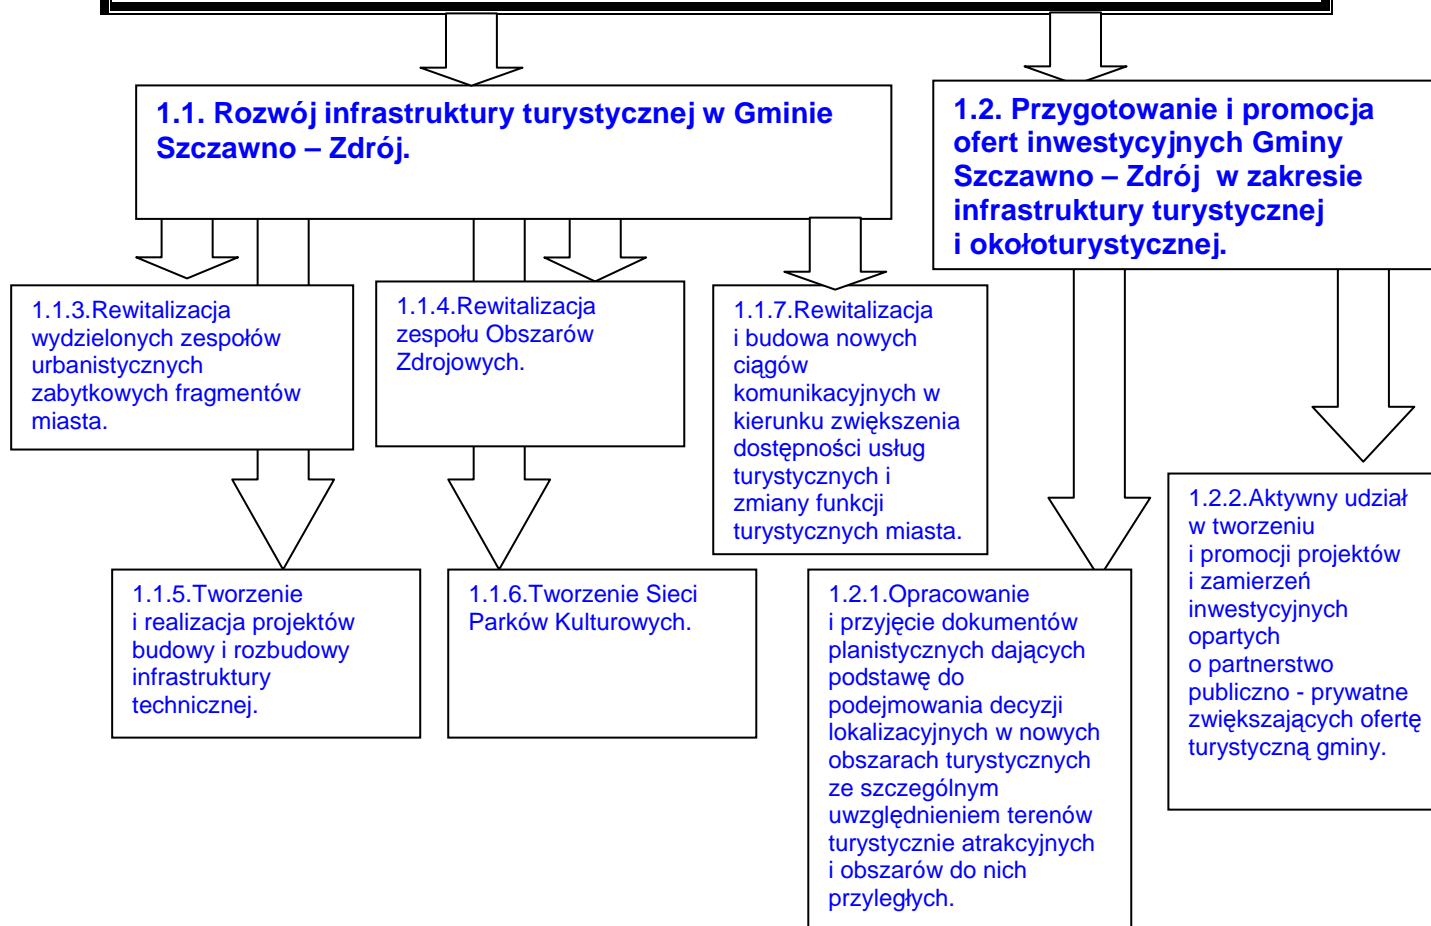 1.1. Rozwój infrastruktury turystycznej w Gminie
Szczawno – Zdrój.
1.2. Przygotowanie i promocja
ofert inwestycyjnych Gminy
Szczawno – Zdrój w zakresie
infrastruktury turystycznej
i okołoturystycznej.
1.1.3.Rewitalizacja
wydzielonych zespołów
urbanistycznych
zabytkowych fragmentów
miasta.
1.1.4.Rewitalizacja
zespołu Obszarów
Zdrojowych.
1.1.7.Rewitalizacja
i budowa nowych
ciągów
komunikacyjnych w
kierunku zwiększenia
dostępności usług
turystycznych i
zmiany funkcji
turystycznych miasta.
1.1.5.Tworzenie
i realizacja projektów
budowy i rozbudowy
infrastruktury
technicznej.
1.1.6.Tworzenie Sieci
Parków Kulturowych.
1.2.1.Opracowanie
i przyjęcie dokumentów
planistycznych dających
podstawę do
podejmowania decyzji
lokalizacyjnych w nowych
obszarach turystycznych
ze szczególnym
uwzględnieniem terenów
turystycznie atrakcyjnych
i obszarów do nich
przyległych.
1.2.2.Aktywny udział
w tworzeniu
i promocji projektów
i zamierzeń
inwestycyjnych
opartych
o partnerstwo
publiczno - prywatne
zwiększających ofertę
turystyczną gminy.